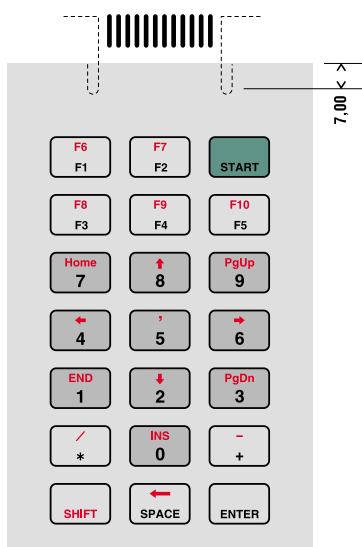 7,00
F6 F7
F1 F2 START
F8 F9 F10
F3 F4 F5
Home ↑ PgUp
7 8 9
← ' →
4 5 6
END ↓ PgDn
1 2 3
/ INS -
* 0 +
←
SHIFT SPACE ENTER